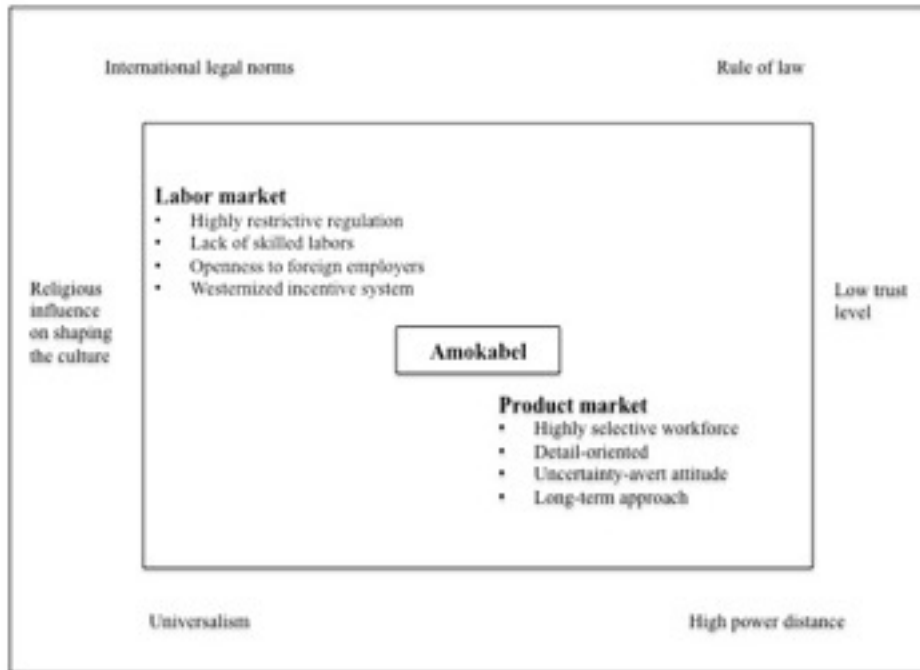 International legal norms
Rule of law
Labor market
• Highly restrictive regulation
• Lack of skilled labors
• Openness to foreign employers
• Westernized incentive system
Religious
influence
on shaping
the culture
Low trust
level
Amokabel
Product market
• Highly selective workforce
• Detail-oriented
• Uncertainty-avert attitude
• Long-term approach
Universalism
High power distance